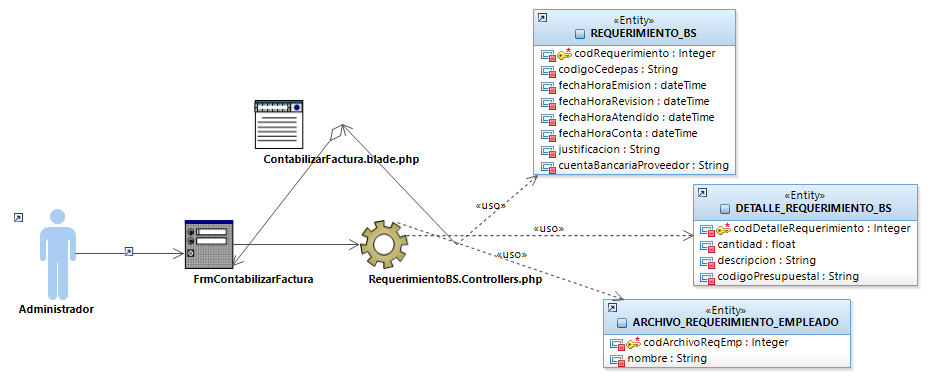 «Entity»
REQUERIMIENTO_BS
codRequerimiento : Integer
codigoCedepas : String
fechaHoraEmision : dateTime
fechaHoraRevision : dateTime
fechaHoraAtendido : dateTime
fechaHoraConta : dateTime
justificacion : String
cuentaBancariaProveedor : String
ContabilizarFactura.blade.php
«uso»
«uso»
«uso»
«Entity»
DETALLE_REQUERIMIENTO_BS
codDetalleRequerimiento : Integer
cantidad : float
descripcion : String
codigoPresupuestal : String
FrmContabilizarFactura
RequerimientoBS.Controllers.php
Administrador
«Entity»
ARCHIVO_REQUERIMIENTO_EMPLEADO
codArchivoReqEmp : Integer
nombre : String